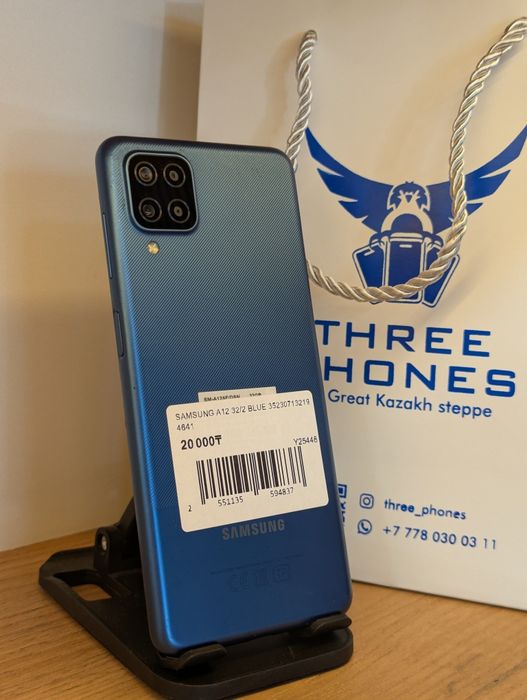 THREE
PHONES
Great Kazakh steppe
three_phones
+7 778 030 03 11
SAMSUNG A12 32/2 BLUE 35230713219
4641
20 000₸
Y25446
2 551135 594837
SAMSUNG